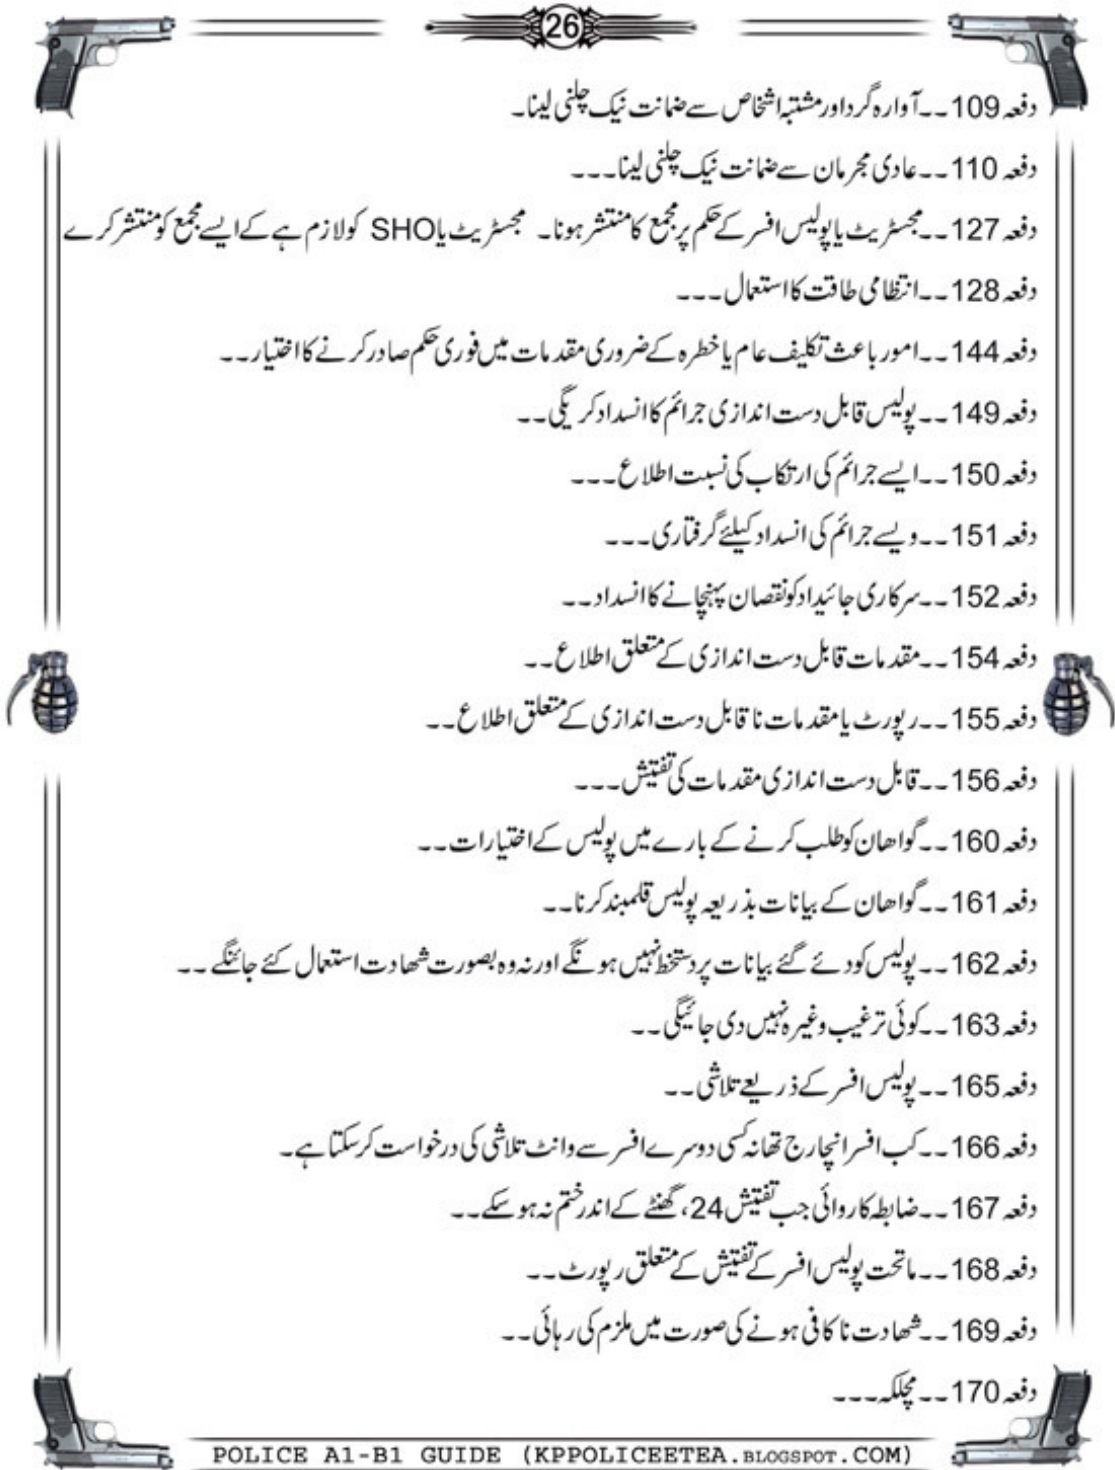 26
دفعہ 109 ۔۔آوارہ گرد اور مشتبہ اشخاص سے ضمانت نیک چلنی لینا۔
دفعہ 110 ۔۔عادی مجرمان سے ضمانت نیک چلنی لینا۔۔۔
دفعہ 127 ۔۔مجسٹریٹ یا پولیس افسر کے حکم پر مجمع کا منتشر ہونا۔ مجسٹریٹ یا SHO کو لازم ہے کے ایسے مجمع کو منتشر کرے
دفعہ 128 ۔۔انتظامی طاقت کا استعمال۔۔۔
دفعہ 144 ۔۔امور باعث تکلیف عام یا خطرہ کے ضروری مقدمات میں فوری حکم صادر کرنے کا اختیار۔۔
دفعہ 149 ۔۔پولیس قابل دست اندازی جرائم کا انسداد کریگی۔۔
دفعہ 150 ۔۔ایسے جرائم کی ارتکاب کی نسبت اطلاع۔۔۔
دفعہ 151 ۔۔ویسے جرائم کی انسداد کیلئے گرفتاری۔۔۔
دفعہ 152 ۔۔سرکاری جائیداد کو نقصان پہنچانے کا انسداد۔۔
دفعہ 154 ۔۔مقدمات قابل دست اندازی کے متعلق اطلاع۔۔
دفعہ 155 ۔۔رپورٹ یا مقدمات نا قابل دست اندازی کے متعلق اطلاع۔۔
دفعہ 156 ۔۔قابل دست اندازی مقدمات کی تفتیش۔۔۔
دفعہ 160 ۔۔گواھان کو طلب کرنے کے بارے میں پولیس کے اختیارات۔۔
دفعہ 161 ۔۔گواھان کے بیانات بذریعہ پولیس قلمبند کرنا۔۔
دفعہ 162 ۔۔پولیس کو دئے گئے بیانات پر دستخط نہیں ہونگے اور نہ وہ بصورت شھادت استعمال کئے جائنگے ۔۔
دفعہ 163 ۔۔کوئی ترغیب وغیرہ نہیں دی جائیگی۔۔
دفعہ 165 ۔۔پولیس افسر کے ذریعے تلاشی۔۔
دفعہ 166 ۔۔کب افسر انچارج تھانہ کسی دوسرے افسر سے وانٹ تلاشی کی درخواست کرسکتا ہے۔
دفعہ 167 ۔۔ضابطہ کاروائی جب تفتیش 24، گھنٹے کے اندر ختم نہ ہو سکے۔۔
دفعہ 168 ۔۔ماتحت پولیس افسر کے تفتیش کے متعلق رپورٹ۔۔
دفعہ 169 ۔۔شھادت نا کافی ہونے کی صورت میں ملزم کی رہائی۔۔
دفعہ 170 ۔۔مچلکہ۔۔۔
POLICE A1-B1 GUIDE (KPPOLICEETEA.BLOGSPOT.COM)